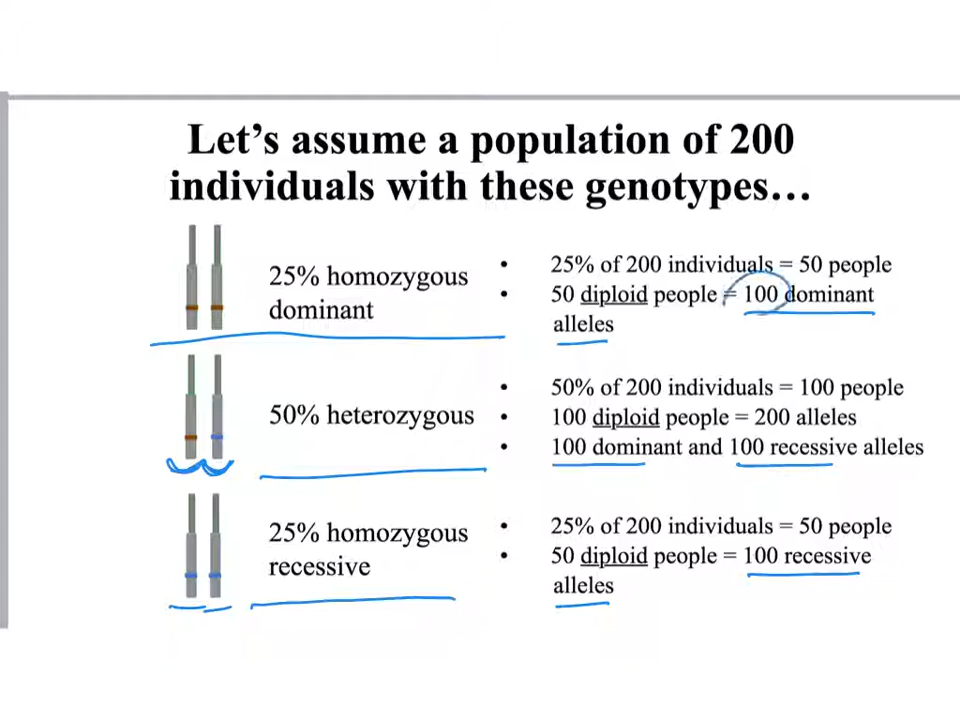 Let's assume a population of 200
individuals with these genotypes…
25% homozygous
dominant
• 25% of 200 individuals = 50 people
• 50 diploid people = 100 dominant
alleles
50% heterozygous
• 50% of 200 individuals = 100 people
• 100 diploid people = 200 alleles
• 100 dominant and 100 recessive alleles
25% homozygous
recessive
• 25% of 200 individuals = 50 people
• 50 diploid people = 100 recessive
alleles